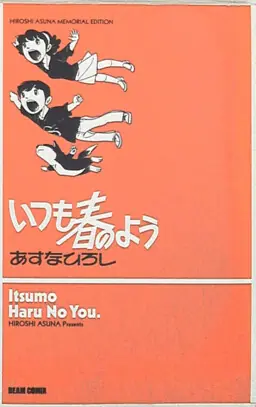 HIROSHI ASUNA MEMORIAL EDITION
いつも春のよう
あすなひろし
Itsumo
Haru No You.
HIROSHI ASUNA Presents
BEAM COMIX